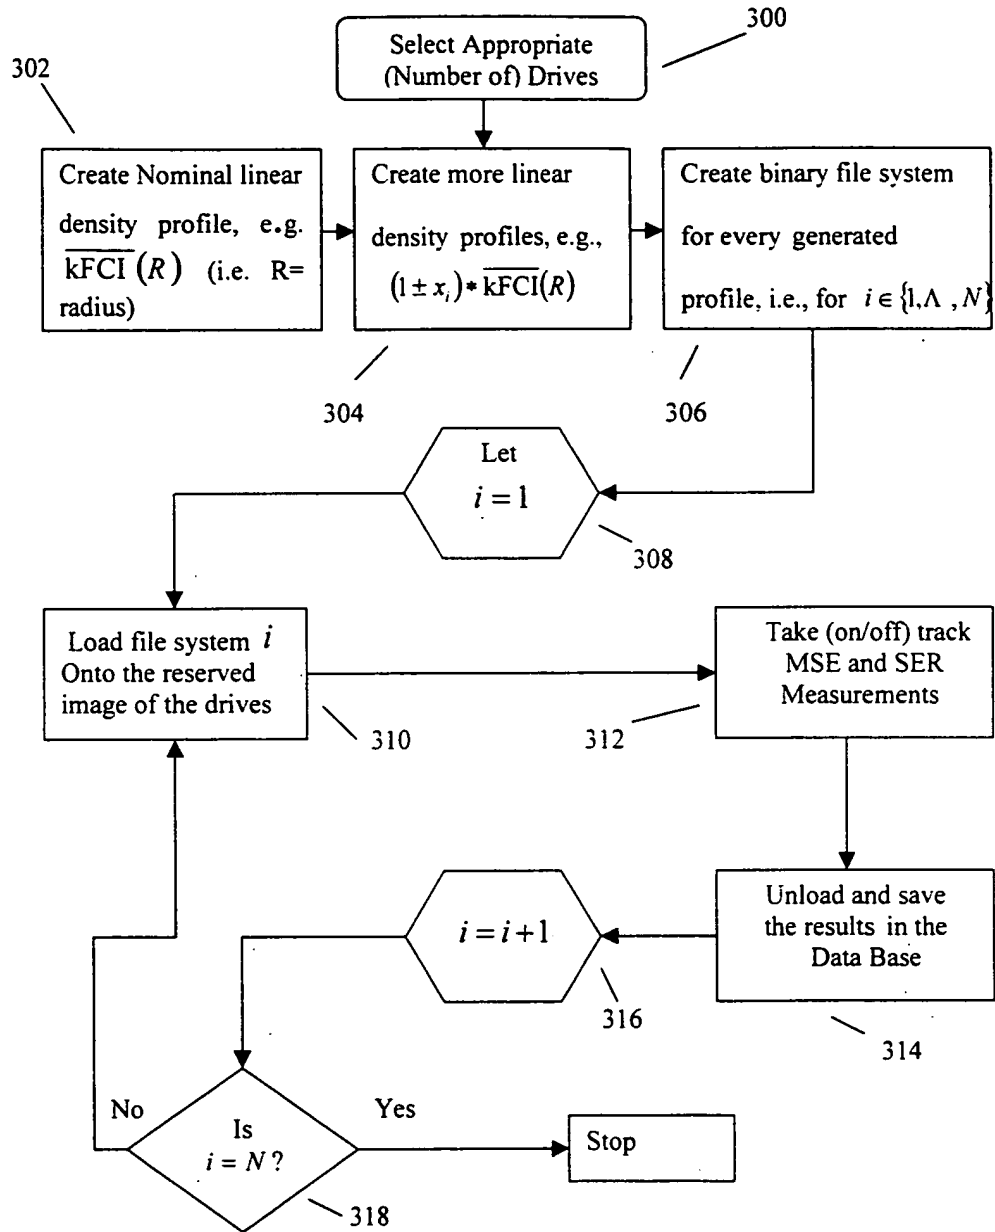 300
Select Appropriate
(Number of) Drives
302
Create Nominal linear
density profile, e.g.
k̅F̅C̅I̅ (R) (i.e. R=
radius)
Create more linear
density profiles, e.g.,
(1 ± xᵢ) * k̅F̅C̅I̅(R)
Create binary file system
for every generated
profile, i.e., for i ∈ {1,Λ , N}
304
306
Let
i = 1
308
Load file system i
Onto the reserved
image of the drives
310
Take (on/off) track
MSE and SER
Measurements
312
Unload and save
the results in the
Data Base
314
i = i+1
316
Is
i = N ?
318
No
Yes
Stop